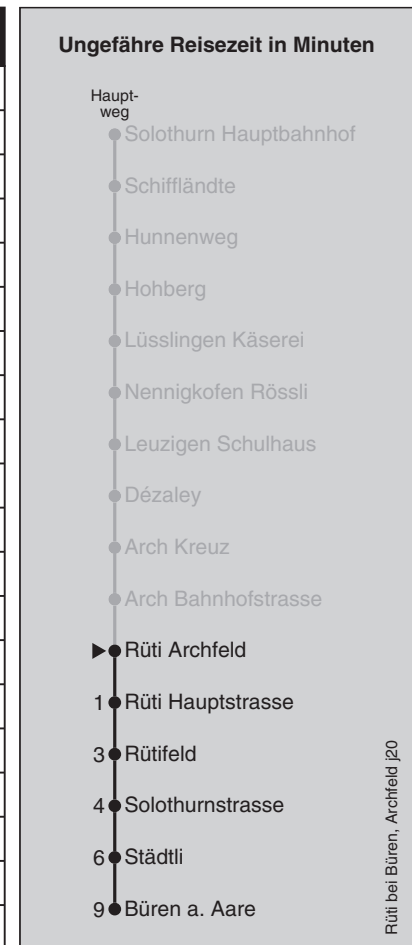 Ungefähre Reisezeit in Minuten
Haupt-
weg
Solothurn Hauptbahnhof
Schiffländte
Hunnenweg
Hohberg
Lüsslingen Käserei
Nennigkofen Rössli
Leuzigen Schulhaus
Dézaley
Arch Kreuz
Arch Bahnhofstrasse
Rüti Archfeld
1 Rüti Hauptstrasse
3 Rütifeld
4 Solothurnstrasse
6 Städtli
9 Büren a. Aare
Rüti bei Büren, Archfeld j20